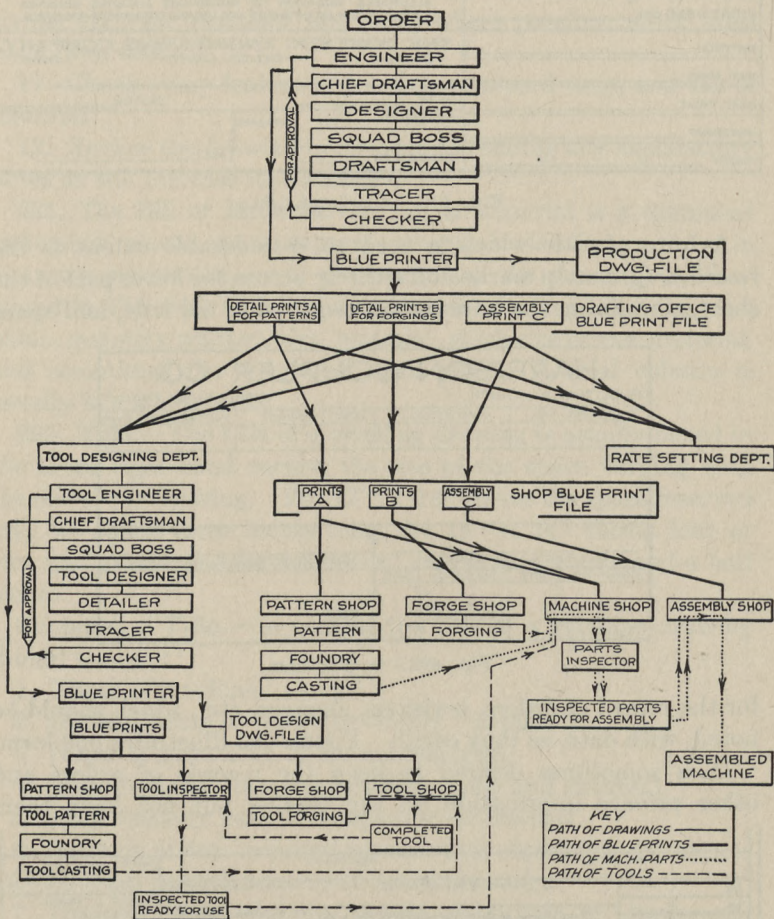 ORDER
ENGINEER
CHIEF DRAFTSMAN
DESIGNER
SQUAD BOSS
DRAFTSMAN
TRACER
CHECKER
FOR APPROVAL
BLUE PRINTER
PRODUCTION
DWG. FILE
DETAIL PRINTS A
FOR PATTERNS
DETAIL PRINTS B
FOR FORGINGS
ASSEMBLY
PRINT C
DRAFTING OFFICE
BLUE PRINT FILE
TOOL DESIGNING DEPT.
RATE SETTING DEPT.
PRINTS
A
PRINTS
B
ASSEMBLY
C
SHOP BLUE PRINT
FILE
TOOL ENGINEER
CHIEF DRAFTSMAN
SQUAD BOSS
TOOL DESIGNER
DETAILER
TRACER
CHECKER
FOR APPROVAL
BLUE PRINTER
BLUE PRINTS
TOOL DESIGN
DWG. FILE
PATTERN SHOP
PATTERN
FOUNDRY
CASTING
FORGE SHOP
FORGING
MACHINE SHOP
PARTS
INSPECTOR
INSPECTED PARTS
READY FOR ASSEMBLY
ASSEMBLY SHOP
ASSEMBLED
MACHINE
PATTERN SHOP
TOOL PATTERN
FOUNDRY
TOOL CASTING
TOOL INSPECTOR
FORGE SHOP
TOOL FORGING
TOOL SHOP
COMPLETED
TOOL
INSPECTED TOOL
READY FOR USE
KEY
PATH OF DRAWINGS
PATH OF BLUE PRINTS
PATH OF MACH. PARTS
PATH OF TOOLS